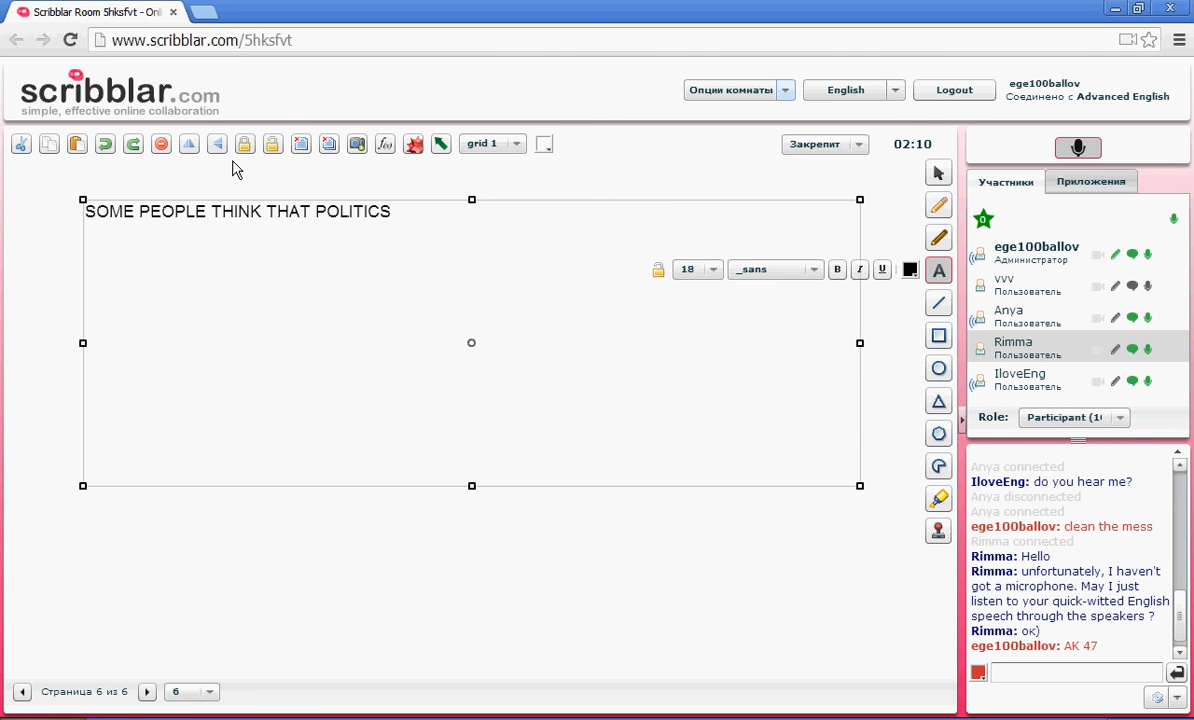 Scribblar Room 5hksfvt - Onli
www.scribblar.com/5hksfvt
scribblar.com
simple, effective online collaboration
Опции комнаты
English
Logout
ege100ballov
Соединено с Advanced English
f(x)
grid 1
Закрепит
02:10
SOME PEOPLE THINK THAT POLITICS
18
_sans
B
I
U
A
Участники
Приложения
0
ege100ballov
Администратор
vvv
Пользователь
Anya
Пользователь
Rimma
Пользователь
IloveEng
Пользователь
Role:
Participant (1
Anya connected
IloveEng: do you hear me?
Anya disconnected
Anya connected
ege100ballov: clean the mess
Rimma connected
Rimma: Hello
Rimma: unfortunately, I haven't
got a microphone. May I just
listen to your quick-witted English
speech through the speakers ?
Rimma: ок)
ege100ballov: AK 47
Страница 6 из 6
6